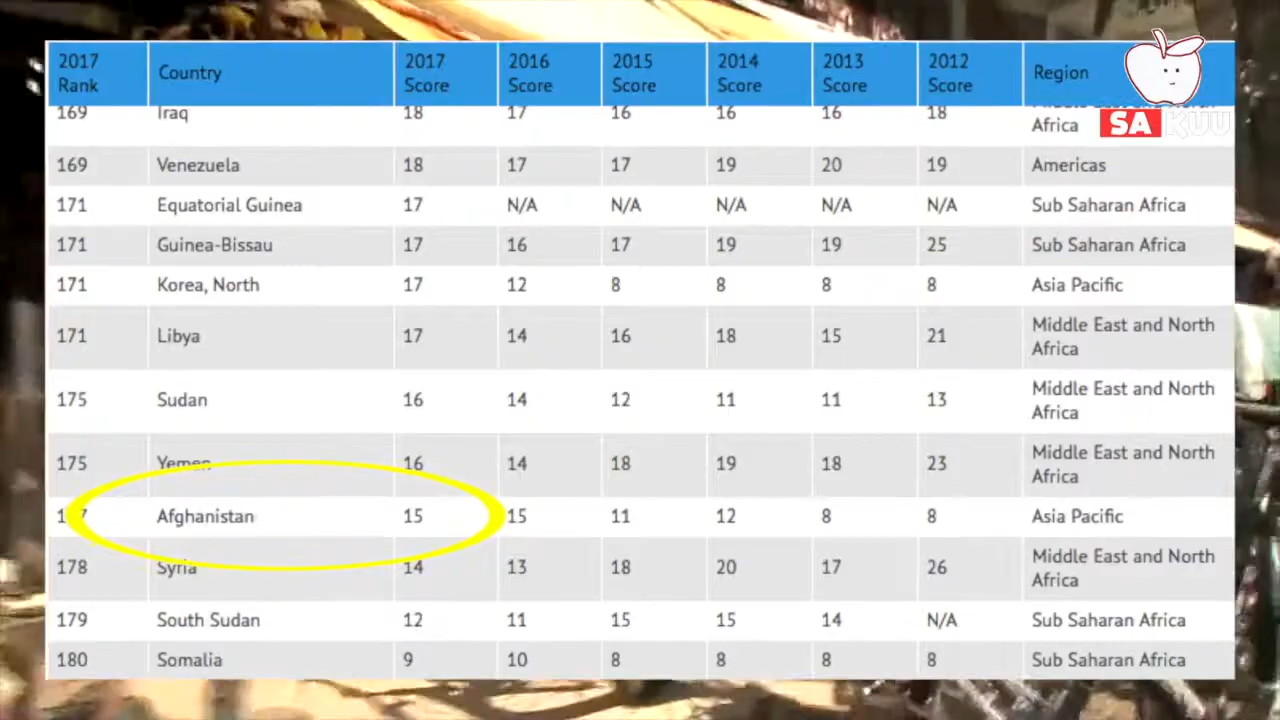 2017 Rank Country 2017 Score 2016 Score 2015 Score 2014 Score 2013 Score 2012 Score Region
169 Iraq 18 17 16 16 16 18 Middle East and North Africa
169 Venezuela 18 17 17 19 20 19 Americas
171 Equatorial Guinea 17 N/A N/A N/A N/A N/A Sub Saharan Africa
171 Guinea-Bissau 17 16 17 19 19 25 Sub Saharan Africa
171 Korea, North 17 12 8 8 8 8 Asia Pacific
171 Libya 17 14 16 18 15 21 Middle East and North Africa
175 Sudan 16 14 12 11 11 13 Middle East and North Africa
175 Yemen 16 14 18 19 18 23 Middle East and North Africa
177 Afghanistan 15 15 11 12 8 8 Asia Pacific
178 Syria 14 13 18 20 17 26 Middle East and North Africa
179 South Sudan 12 11 15 15 14 N/A Sub Saharan Africa
180 Somalia 9 10 8 8 8 8 Sub Saharan Africa
SA KUU